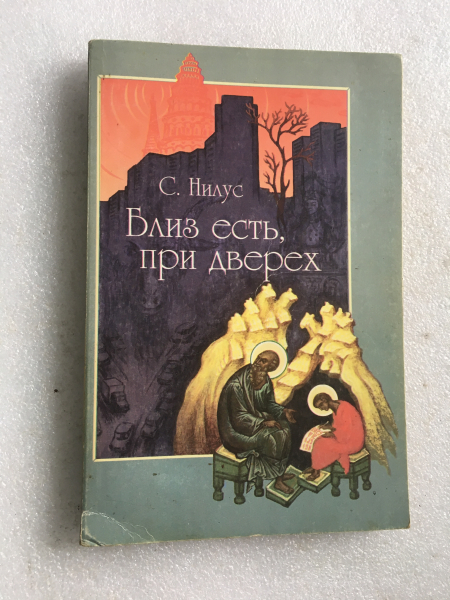 С. Нилус
Близ есть,
при дверех